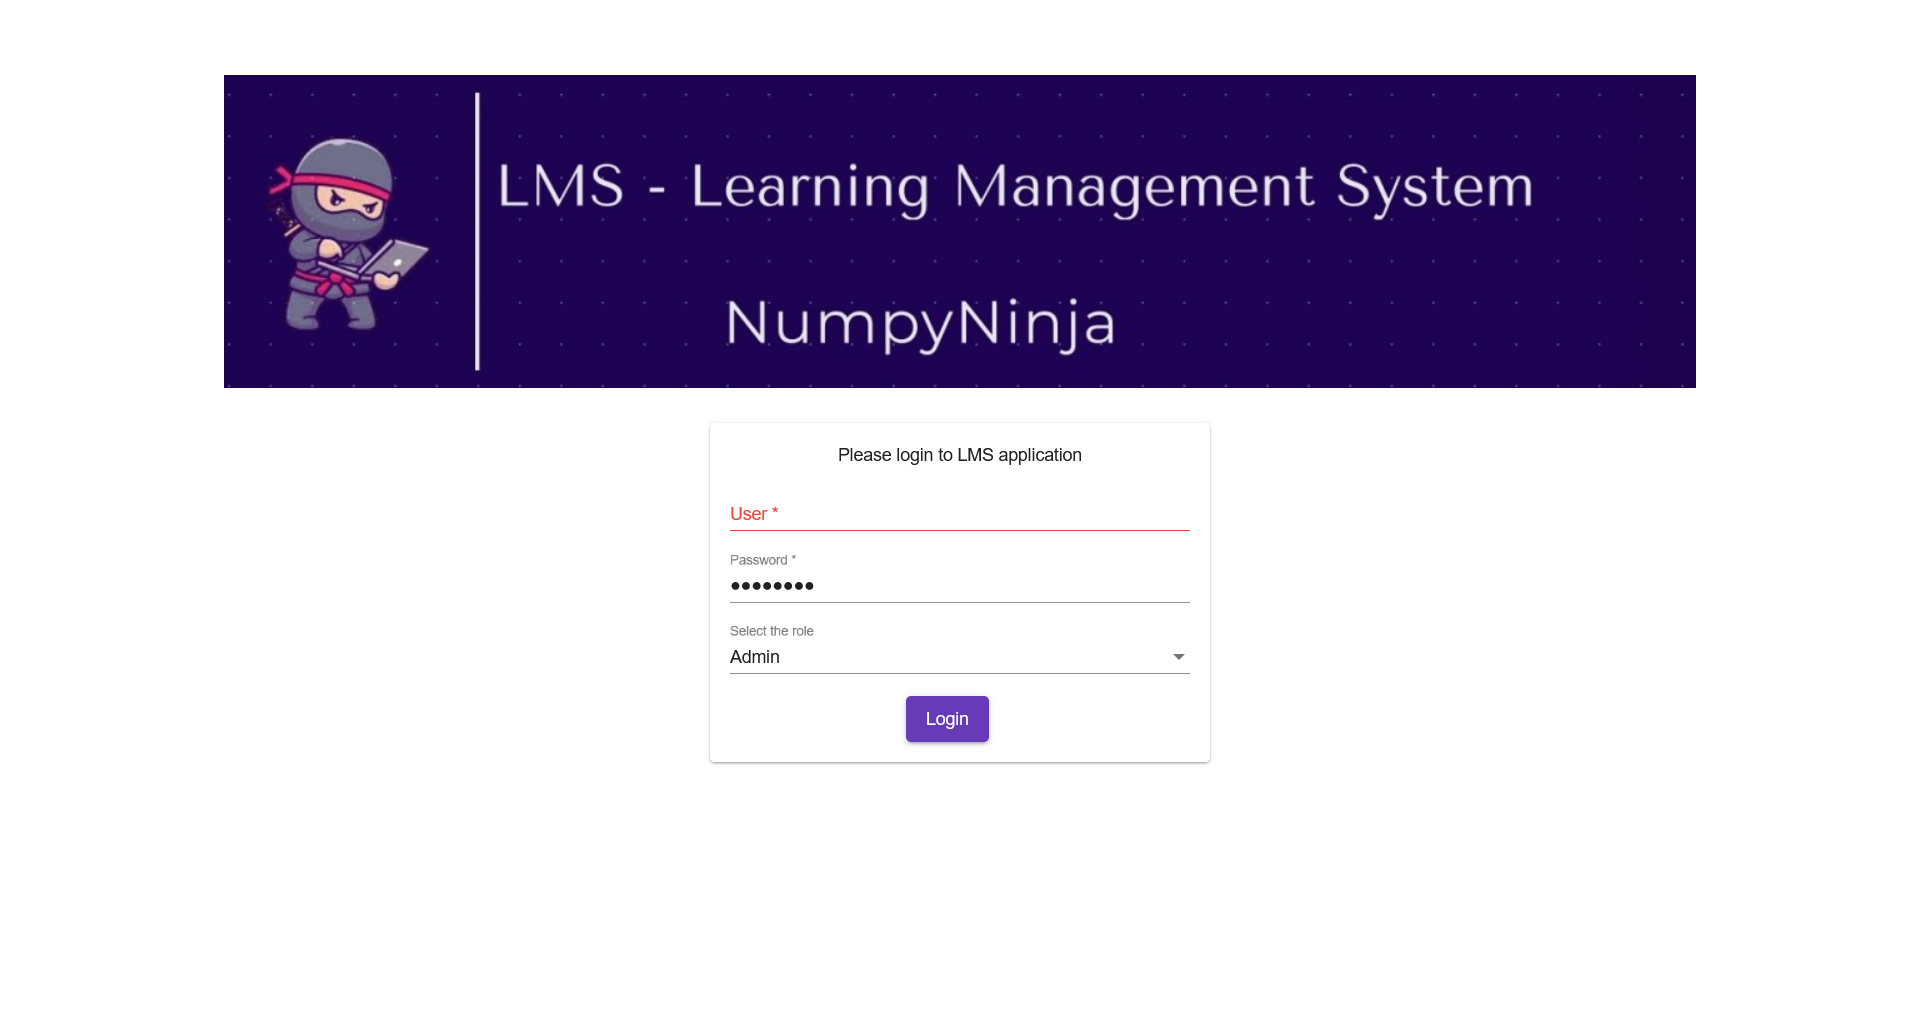 LMS - Learning Management System
NumpyNinja
Please login to LMS application
User *
Password *
••••••••
Select the role
Admin
Login